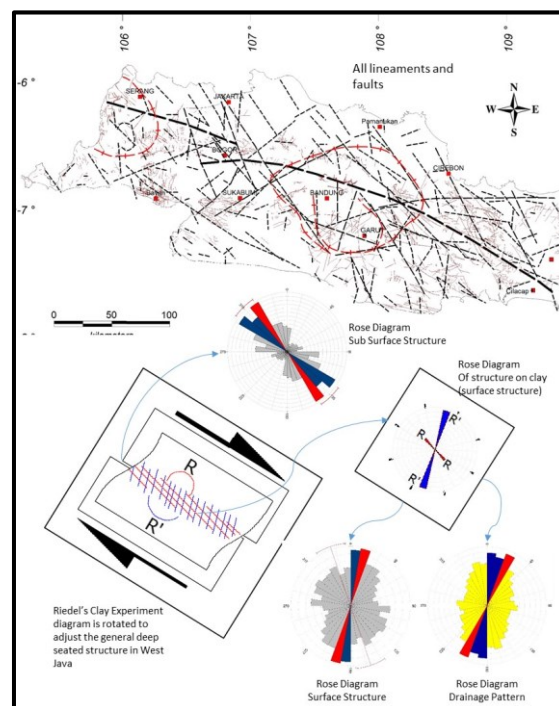 106
107
108
109
All lineaments and
faults
N
W E
S
-6
-7
SERANG
JAKARTA
Pamanukan
BOGOR
CIREBON
SUKABUMI
BANDUNG
GARUT
Cilacap
0 50 100
Rose Diagram
Sub Surface Structure
Rose Diagram
Of structure on clay
(surface structure)
R'
R
R
R'
R
R'
Riedel's Clay Experiment
diagram is rotated to
adjust the general deep
seated structure in West
Java
Rose Diagram
Surface Structure
Rose Diagram
Drainage Pattern